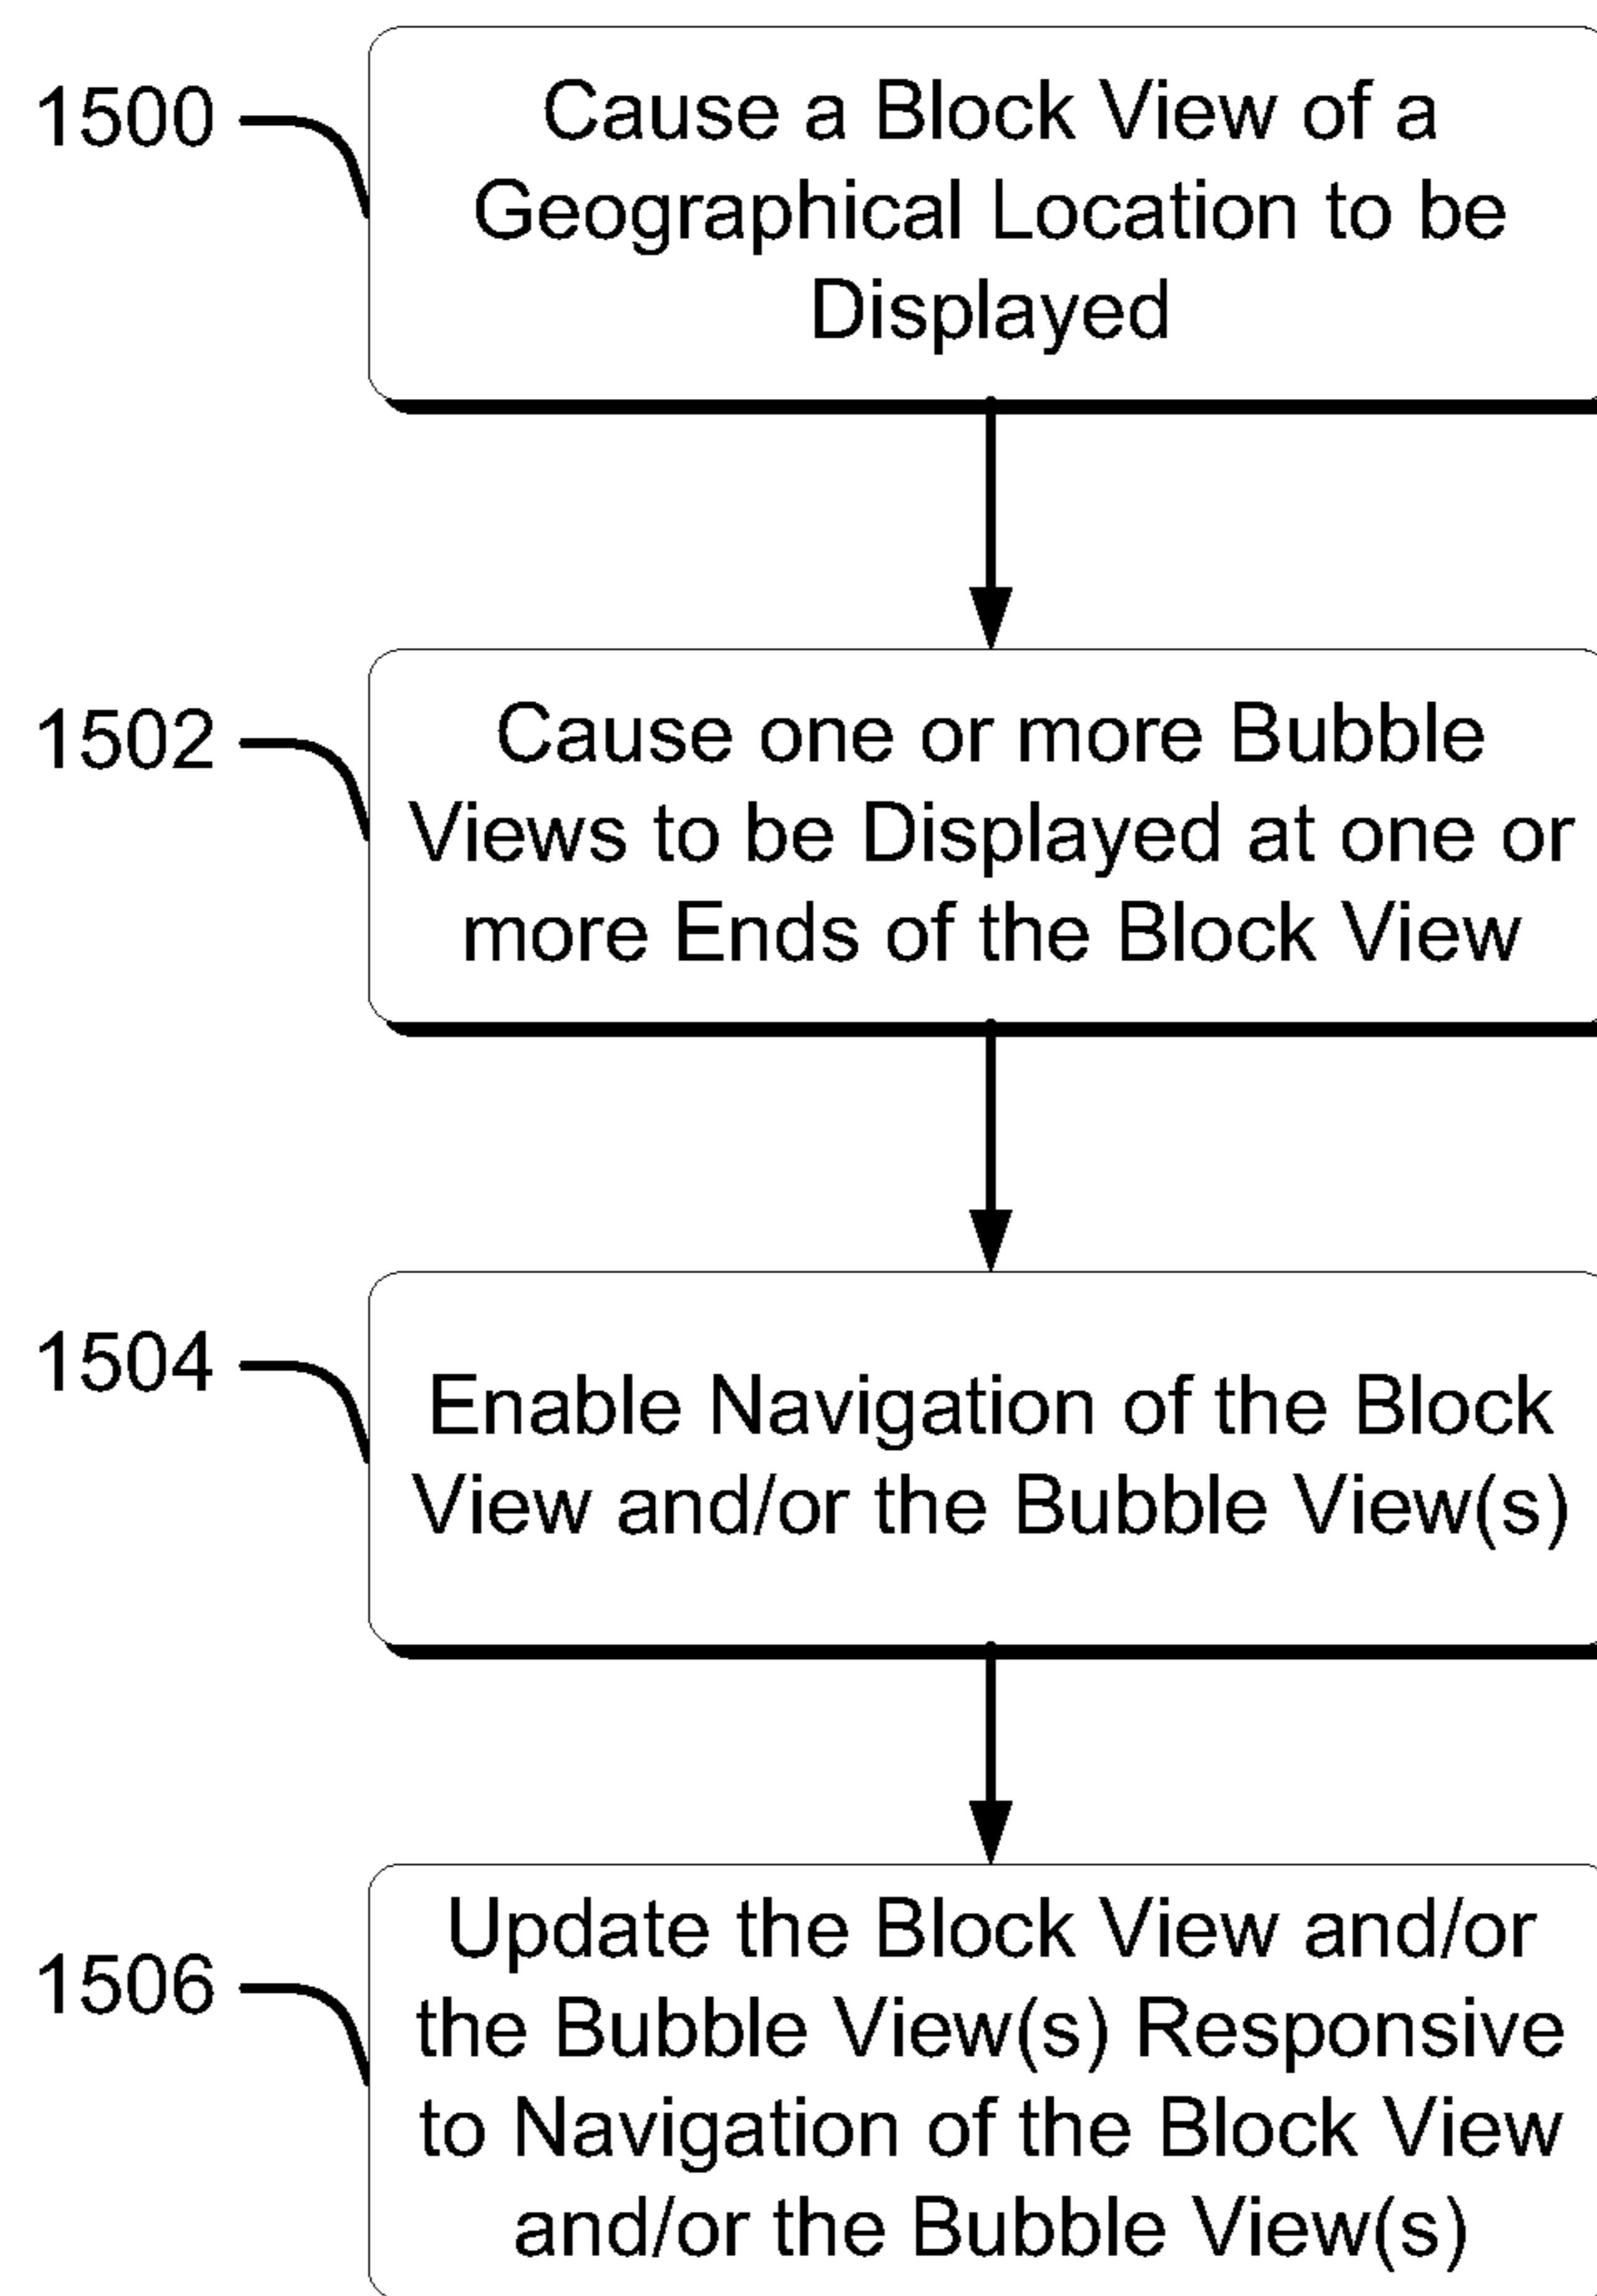 1500
Cause a Block View of a
Geographical Location to be
Displayed
1502
Cause one or more Bubble
Views to be Displayed at one or
more Ends of the Block View
1504
Enable Navigation of the Block
View and/or the Bubble View(s)
1506
Update the Block View and/or
the Bubble View(s) Responsive
to Navigation of the Block View
and/or the Bubble View(s)